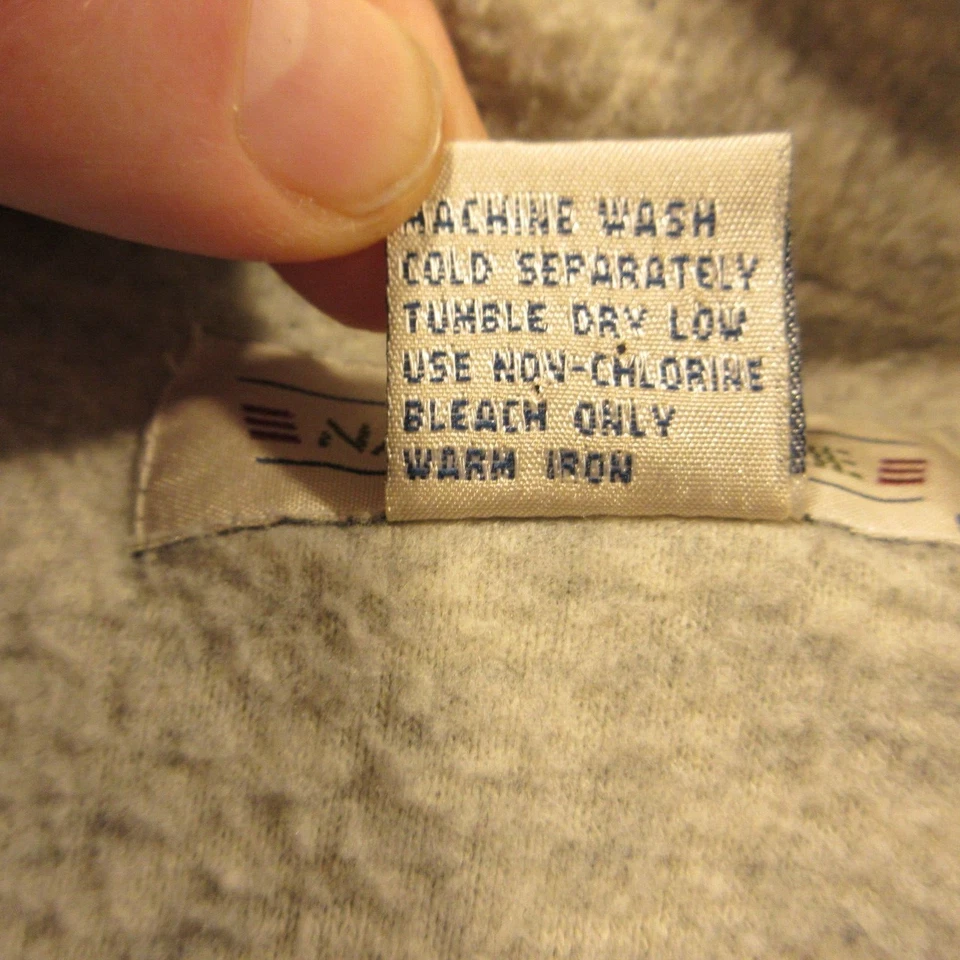 MACHINE WASH
COLD SEPARATELY
TUMBLE DRY LOW
USE NON-CHLORINE
BLEACH ONLY
WARM IRON